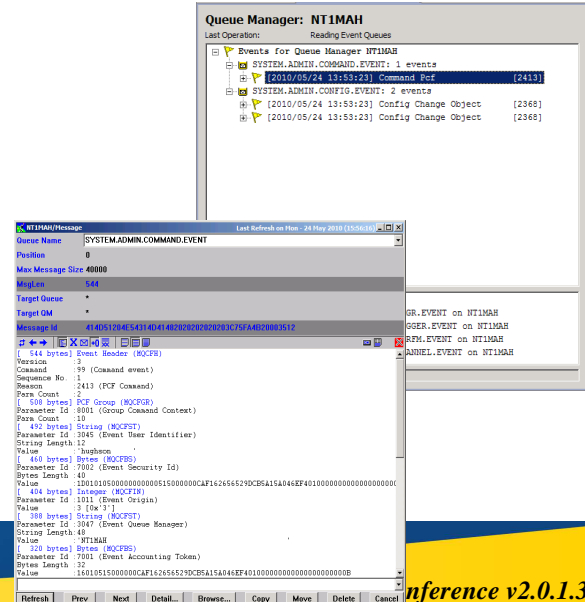 Queue Manager: NT1MAH
Last Operation: Reading Event Queues
Events for Queue Manager NT1MAH
SYSTEM.ADMIN.COMMAND.EVENT: 1 events
[2010/05/24 13:53:23] Command Pcf [2413]
SYSTEM.ADMIN.CONFIG.EVENT: 2 events
[2010/05/24 13:53:23] Config Change Object [2368]
[2010/05/24 13:53:23] Config Change Object [2368]
GR.EVENT on NT1MAH
GGER.EVENT on NT1MAH
RFM.EVENT on NT1MAH
ANNEL.EVENT on NT1MAH
NT1MAH/Message Last Refresh on Mon - 24 May 2010 (15:56:16)
Queue Name SYSTEM.ADMIN.COMMAND.EVENT
Position 0
Max Message Size 40000
MsgLen 544
Target Queue *
Target QM *
Message Id 414D51204E54314D41482020202020203C75FA4B20003512
[ 544 bytes] Event Header (MQCFH)
Version :3
Command :99 (Command event)
Sequence No. :1
Reason :2413 (PCF Command)
Parm Count :2
[ 508 bytes] PCF Group (MQCFGR)
Parameter Id :8001 (Group Command Context)
Parm Count :10
[ 492 bytes] String (MQCFST)
Parameter Id :3045 (Event User Identifier)
String Length:12
Value :'hughson '
[ 460 bytes] Bytes (MQCFBS)
Parameter Id :7002 (Event Security Id)
Bytes Length :40
[ 404 bytes] Integer (MQCFIN)
Parameter Id :1011 (Event Origin)
Value :3 [0x'3']
[ 388 bytes] String (MQCFST)
Parameter Id :3047 (Event Queue Manager)
String Length:48
Value :'NT1MAH '
[ 320 bytes] Bytes (MQCFBS)
Parameter Id :7001 (Event Accounting Token)
Bytes Length :32
Value
Refresh Prev Next Detail... Browse... Copy Move Delete Cancel
nference v2.0.1.3